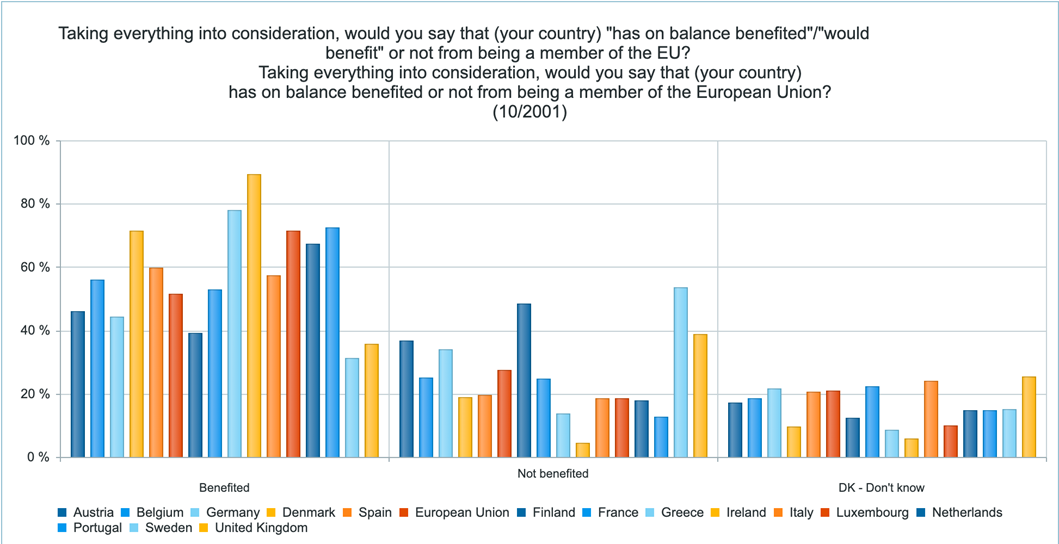 Taking everything into consideration, would you say that (your country) "has on balance benefited"/"would
benefit" or not from being a member of the EU?
Taking everything into consideration, would you say that (your country)
has on balance benefited or not from being a member of the European Union?
(10/2001)
100 %
80 %
60 %
40 %
20 %
0 %
Benefited
Not benefited
DK - Don't know
Austria Belgium Germany Denmark Spain European Union Finland France Greece Ireland Italy Luxembourg Netherlands
Portugal Sweden United Kingdom